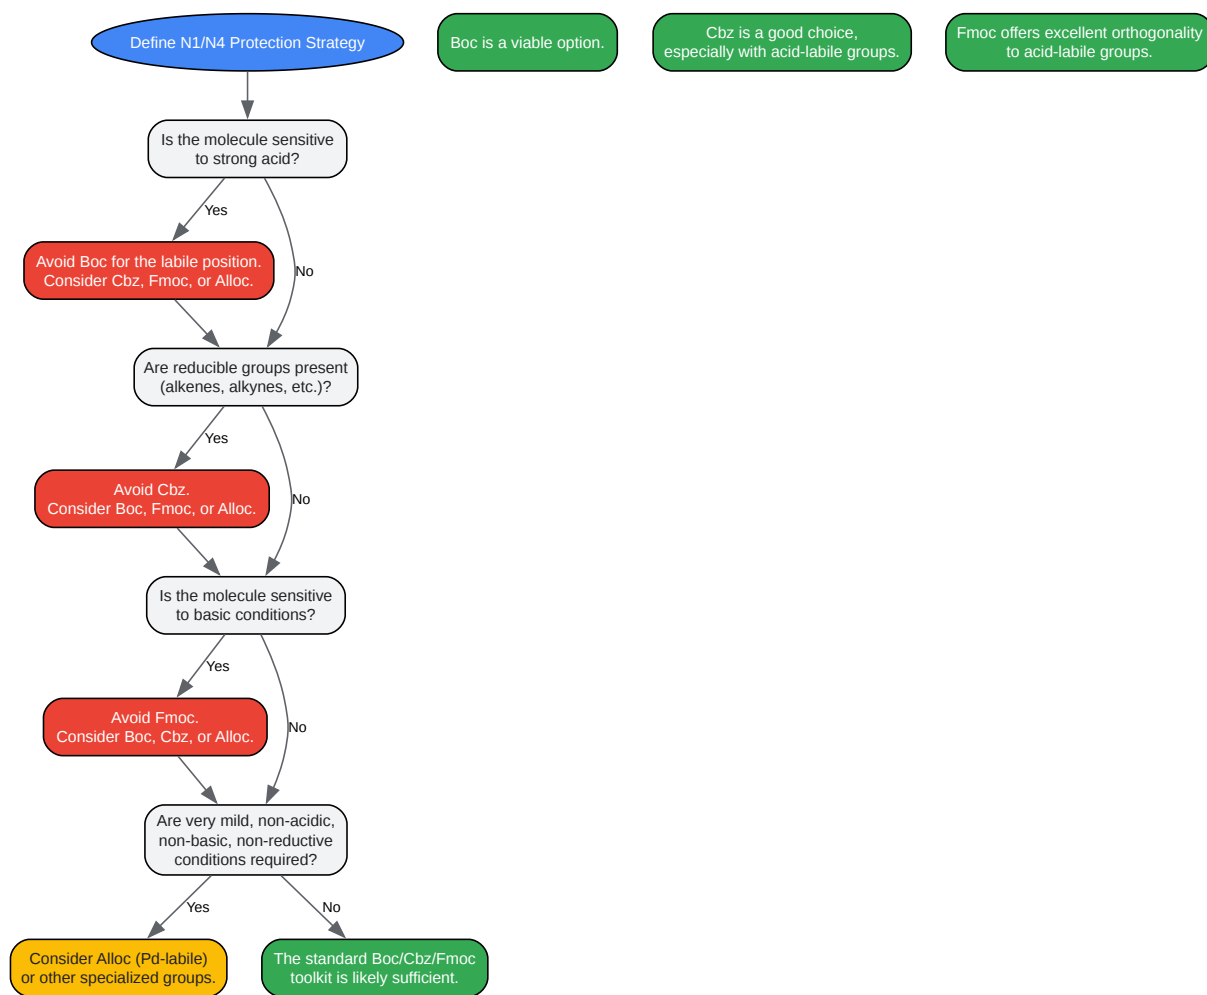 Define N1/N4 Protection Strategy
Boc is a viable option.
Cbz is a good choice,
especially with acid-labile groups.
Fmoc offers excellent orthogonality
to acid-labile groups.
Is the molecule sensitive
to strong acid?
Yes
No
Avoid Boc for the labile position.
Consider Cbz, Fmoc, or Alloc.
Are reducible groups present
(alkenes, alkynes, etc.)?
Yes
No
Avoid Cbz.
Consider Boc, Fmoc, or Alloc.
Is the molecule sensitive
to basic conditions?
Yes
No
Avoid Fmoc.
Consider Boc, Cbz, or Alloc.
Are very mild, non-acidic,
non-basic, non-reductive
conditions required?
Yes
No
Consider Alloc (Pd-labile)
or other specialized groups.
The standard Boc/Cbz/Fmoc
toolkit is likely sufficient.